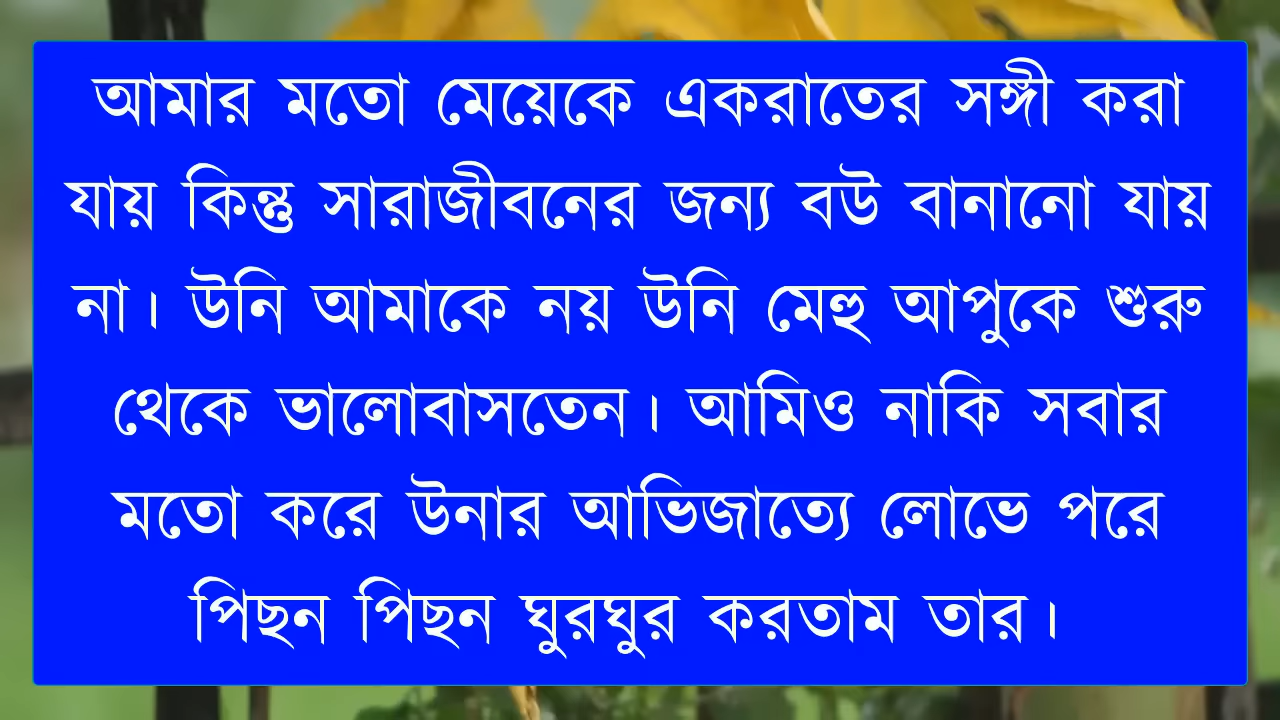 আমার মতো মেয়েকে একরাতের সঙ্গী করা
যায় কিন্তু সারাজীবনের জন্য বউ বানানো যায়
না। উনি আমাকে নয় উনি মেহু আপুকে শুরু
থেকে ভালোবাসতেন। আমিও নাকি সবার
মতো করে উনার আভিজাত্যে লোভে পরে
পিছন পিছন ঘুরঘুর করতাম তার।